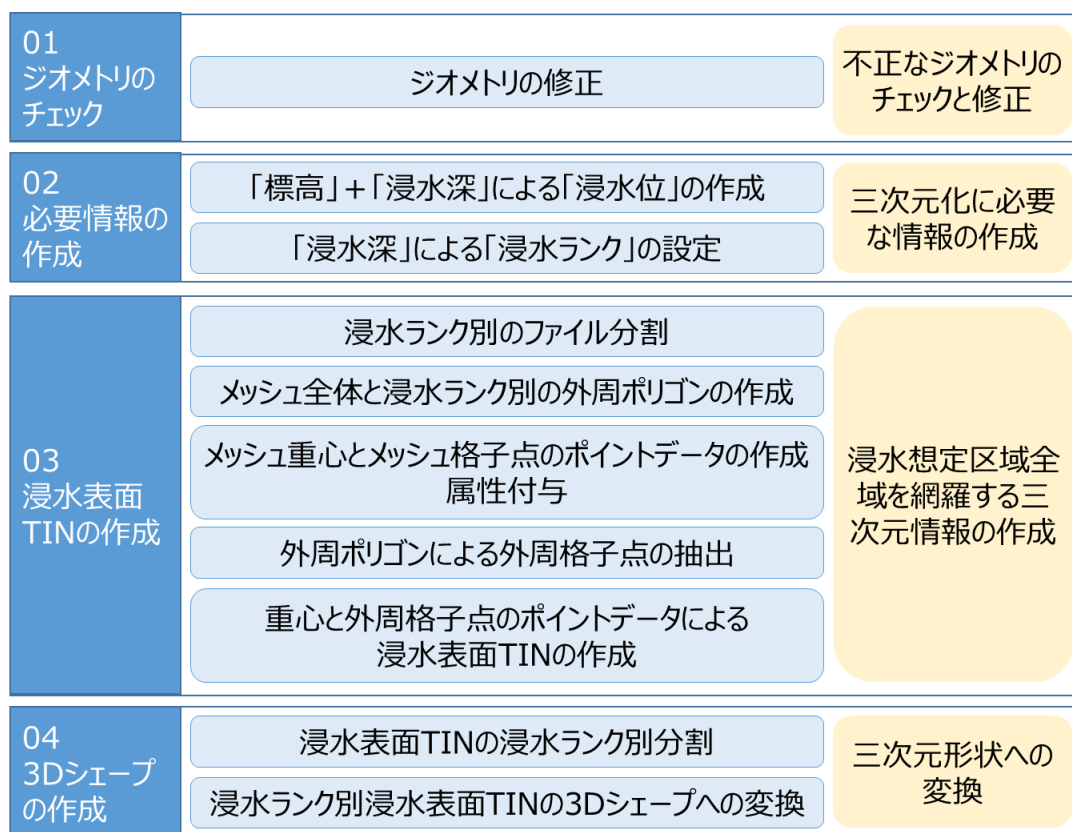 01
ジオメトリの
チェック
ジオメトリの修正
不正なジオメトリの
チェックと修正
02
必要情報の
作成
「標高」＋「浸水深」による「浸水位」の作成
「浸水深」による「浸水ランク」の設定
三次元化に必要
な情報の作成
03
浸水表面
TINの作成
浸水ランク別のファイル分割
メッシュ全体と浸水ランク別の外周ポリゴンの作成
メッシュ重心とメッシュ格子点のポイントデータの作成
属性付与
外周ポリゴンによる外周格子点の抽出
重心と外周格子点のポイントデータによる
浸水表面TINの作成
浸水想定区域全
域を網羅する三
次元情報の作成
04
3Dシェープ
の作成
浸水表面TINの浸水ランク別分割
浸水ランク別浸水表面TINの3Dシェープへの変換
三次元形状への
変換